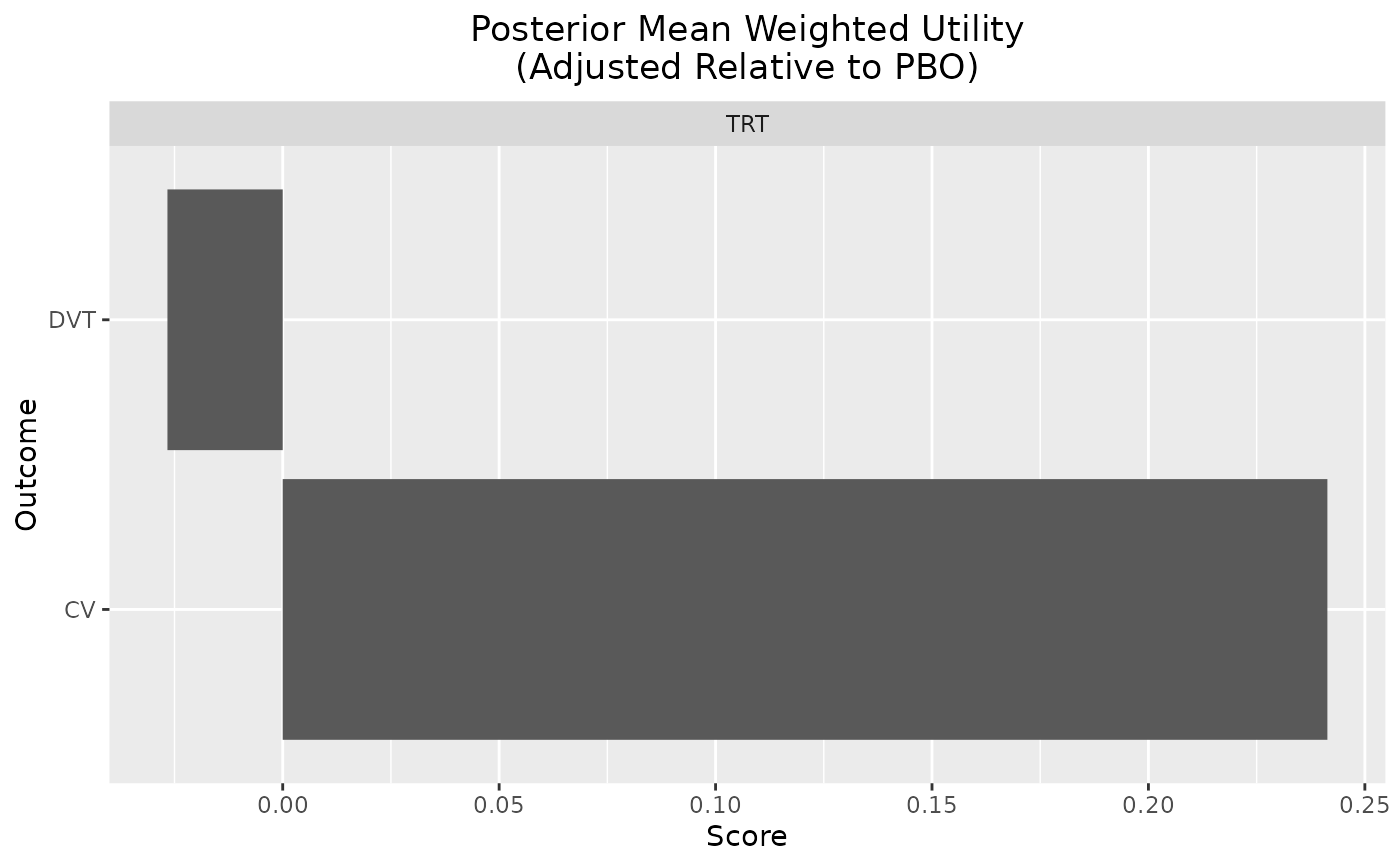 Posterior Mean Weighted Utility
(Adjusted Relative to PBO)
TRT
DVT
CV
Outcome
0.00 0.05 0.10 0.15 0.20 0.25
Score